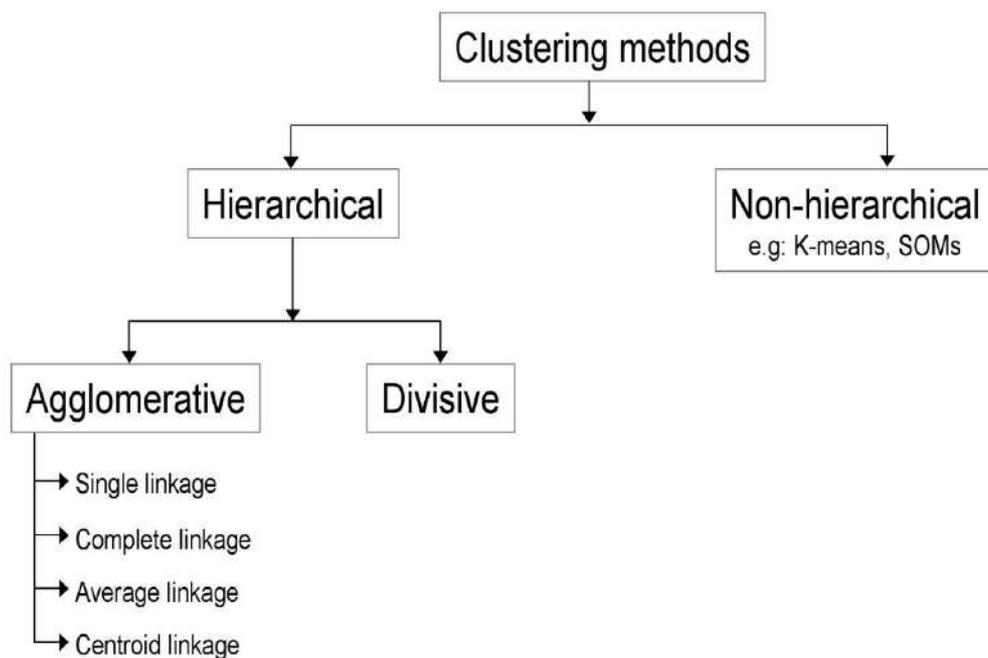 Clustering methods
Hierarchical
Non-hierarchical
e.g: K-means, SOMs
Agglomerative
Divisive
Single linkage
Complete linkage
Average linkage
Centroid linkage